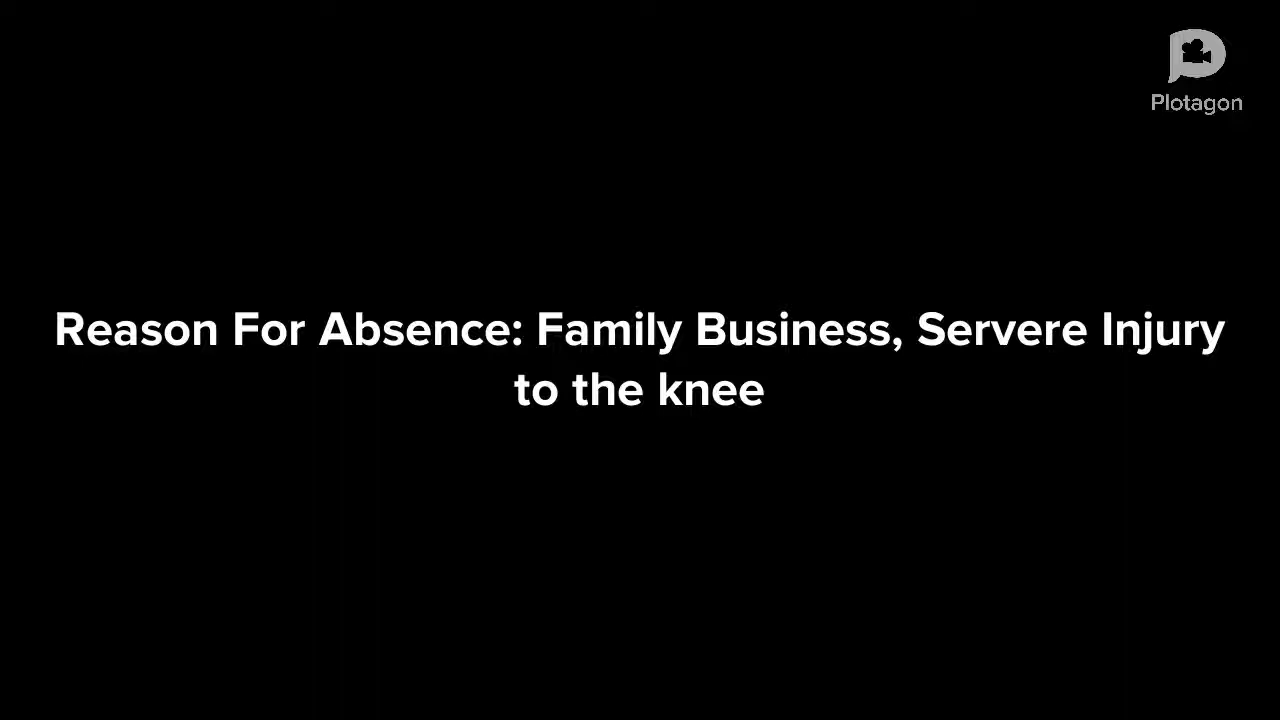 Plotagon
Reason For Absence: Family Business, Servere Injury
to the knee